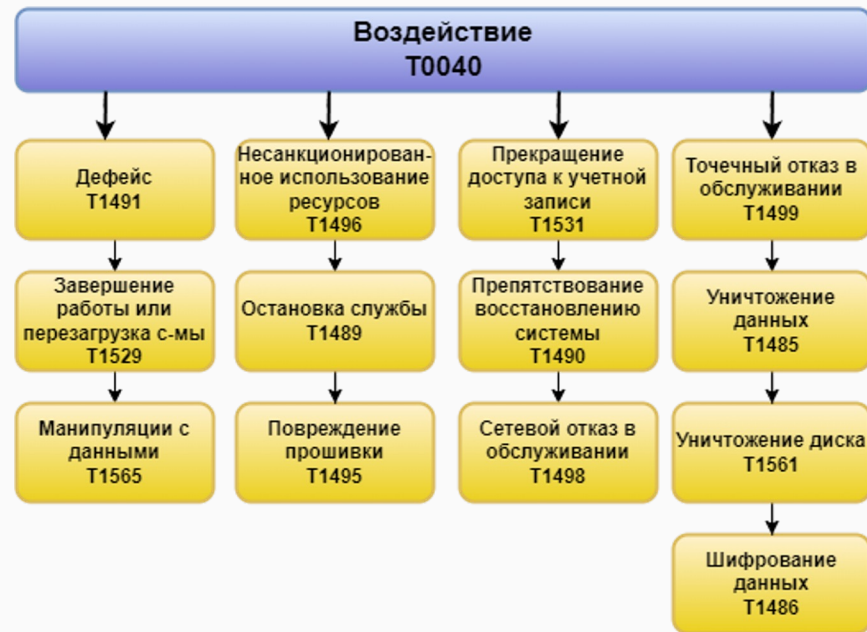 Воздействие
T0040
Дефейс
T1491
Несанкционирован-
ное использование
ресурсов
T1496
Прекращение
доступа к учетной
записи
T1531
Точечный отказ в
обслуживании
T1499
Завершение
работы или
перезагрузка с-мы
T1529
Остановка службы
T1489
Препятствование
восстановлению
системы
T1490
Уничтожение
данных
T1485
Манипуляции с
данными
T1565
Повреждение
прошивки
T1495
Сетевой отказ в
обслуживании
T1498
Уничтожение диска
T1561
Шифрование
данных
T1486